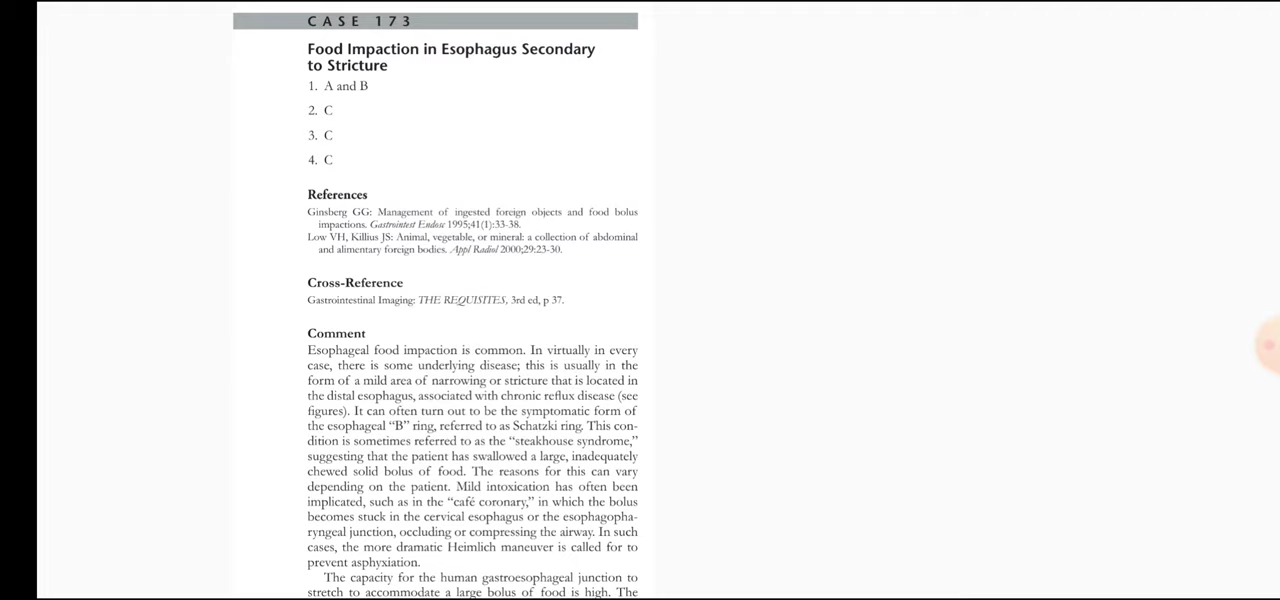 CASE 173
Food Impaction in Esophagus Secondary
to Stricture
1. A and B
2. C
3. C
4. C
References
Ginsberg GG: Management of ingested foreign objects and food bolus
impactions. Gastrointest Endosc 1995;41(1):33-38.
Low VH, Killius JS: Animal, vegetable, or mineral: a collection of abdominal
and alimentary foreign bodies. Appl Radiol 2000;29:23-30.
Cross-Reference
Gastrointestinal Imaging: THE REQUISITES, 3rd ed, p 37.
Comment
Esophageal food impaction is common. In virtually in every
case, there is some underlying disease; this is usually in the
form of a mild area of narrowing or stricture that is located in
the distal esophagus, associated with chronic reflux disease (see
figures). It can often turn out to be the symptomatic form of
the esophageal “B” ring, referred to as Schatzki ring. This con-
dition is sometimes referred to as the “steakhouse syndrome,”
suggesting that the patient has swallowed a large, inadequately
chewed solid bolus of food. The reasons for this can vary
depending on the patient. Mild intoxication has often been
implicated, such as in the “café coronary,” in which the bolus
becomes stuck in the cervical esophagus or the esophagopha-
ryngeal junction, occluding or compressing the airway. In such
cases, the more dramatic Heimlich maneuver is called for to
prevent asphyxiation.
The capacity for the human gastroesophageal junction to
stretch to accommodate a large bolus of food is high. The